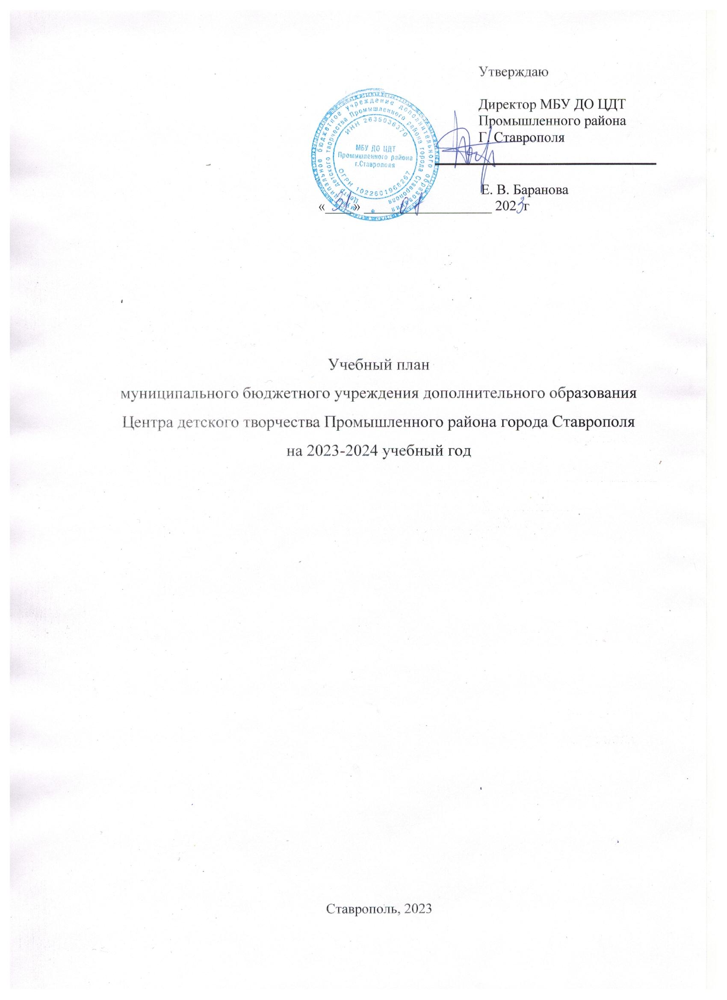 Утверждаю
Директор МБУ ДО ЦДТ
Промышленного района
Г. Ставрополя
муниципальное бюджетное учреждение дополнительного образования
Центр детского творчества Промышленного района города Ставрополя
ИНН 2635036370
МБУ ДО ЦДТ
Промышленного района
г.Ставрополя
ОГРН 1022601968267
Е. В. Баранова
«31» 2023г
Учебный план
муниципального бюджетного учреждения дополнительного образования
Центра детского творчества Промышленного района города Ставрополя
на 2023-2024 учебный год
Ставрополь, 2023